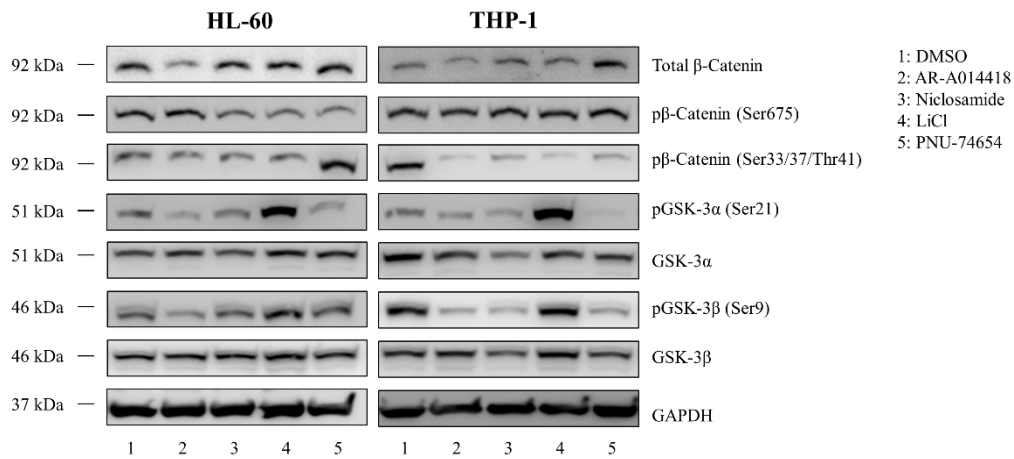 HL-60 THP-1
92 kDa Total β-Catenin
92 kDa pβ-Catenin (Ser675)
92 kDa pβ-Catenin (Ser33/37/Thr41)
51 kDa pGSK-3α (Ser21)
51 kDa GSK-3α
46 kDa pGSK-3β (Ser9)
46 kDa GSK-3β
37 kDa GAPDH
1 2 3 4 5 1 2 3 4 5
1: DMSO
2: AR-A014418
3: Niclosamide
4: LiCl
5: PNU-74654